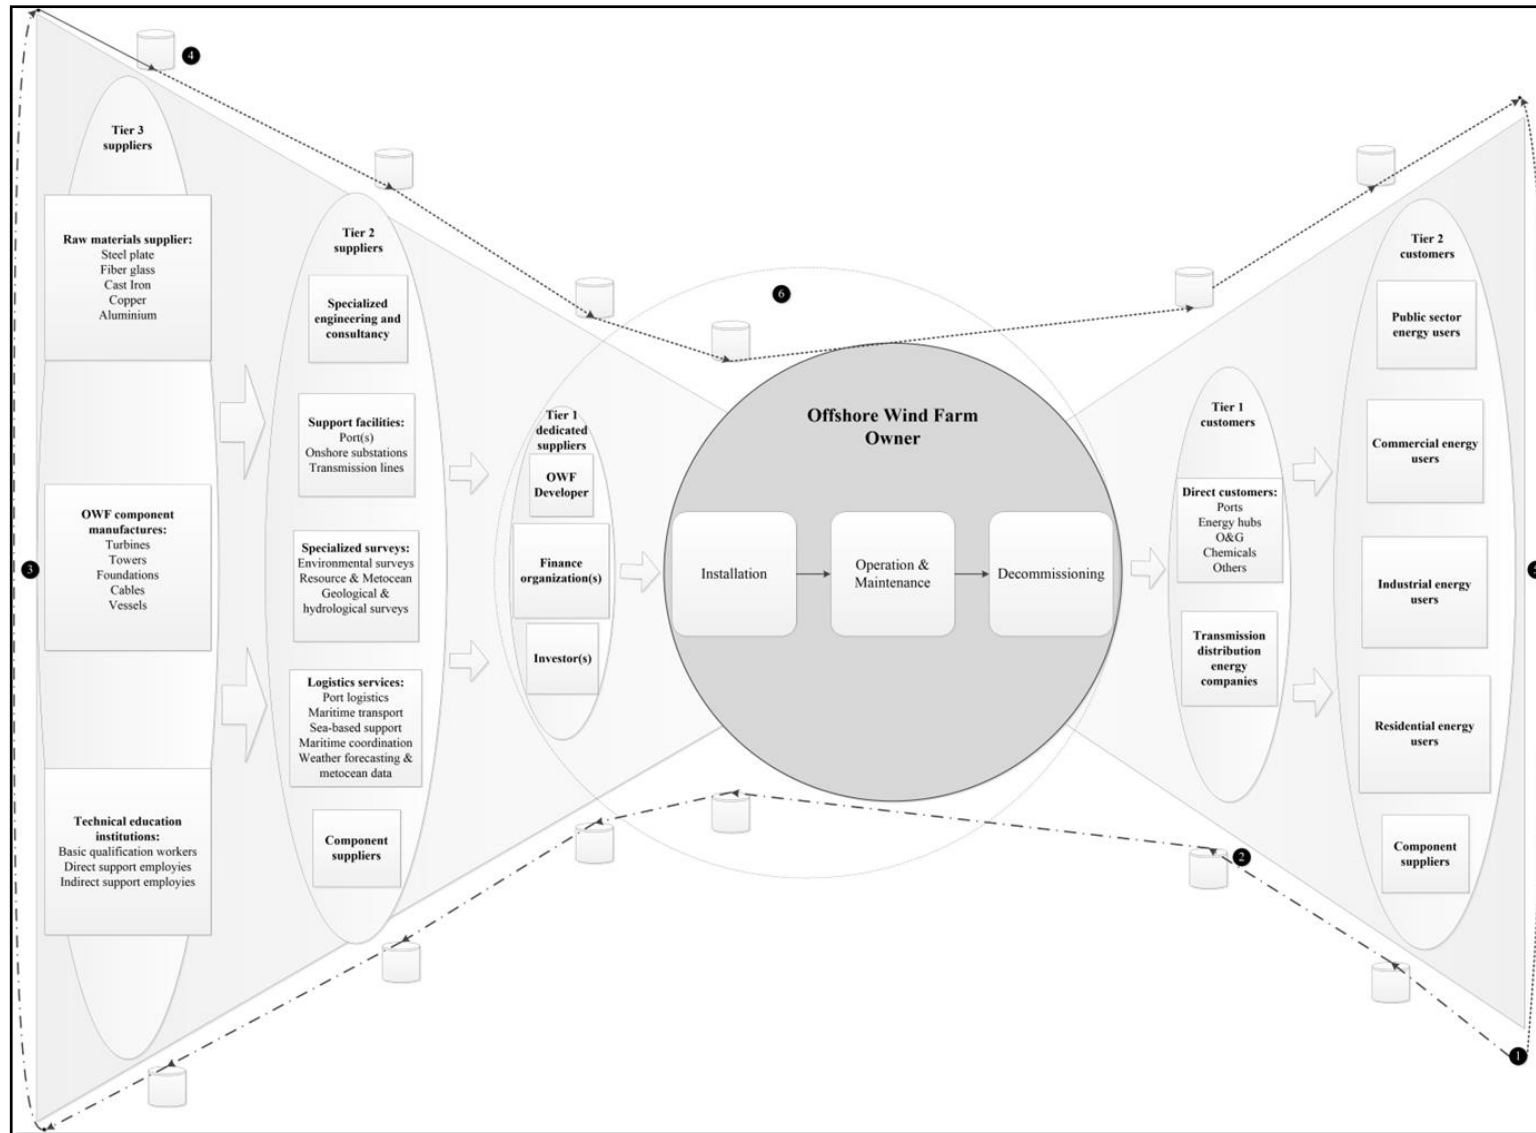 4
Tier 3
suppliers
Raw materials supplier:
Steel plate
Fiber glass
Cast Iron
Copper
Aluminium
OWF component
manufactures:
Turbines
Towers
Foundations
Cables
Vessels
3
Technical education
institutions:
Basic qualification workers
Direct support employies
Indirect support employies
Tier 2
suppliers
Specialized
engineering and
consultancy
Support facilities:
Port(s)
Onshore substations
Transmission lines
Specialized surveys:
Environmental surveys
Resource & Metocean
Geological &
hydrological surveys
Logistics services:
Port logistics
Maritime transport
Sea-based support
Maritime coordination
Weather forecasting &
metocean data
Component
suppliers
Tier 1
dedicated
suppliers
OWF
Developer
Finance
organization(s)
Investor(s)
6
Offshore Wind Farm
Owner
Installation
Operation &
Maintenance
Decommissioning
Tier 1
customers
Direct customers:
Ports
Energy hubs
O&G
Chemicals
Others
Transmission
distribution
energy
companies
2
Tier 2
customers
Public sector
energy users
Commercial energy
users
Industrial energy
users
Residential energy
users
Component
suppliers
5
1